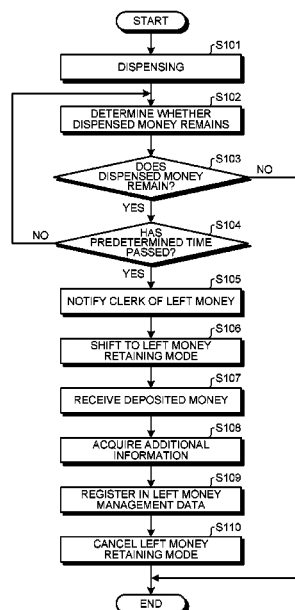 START
S101
DISPENSING
S102
DETERMINE WHETHER
DISPENSED MONEY REMAINS
S103
DOES
DISPENSED MONEY
REMAIN?
NO
YES
S104
HAS
PREDETERMINED TIME
PASSED?
NO
YES
S105
NOTIFY CLERK OF LEFT MONEY
S106
SHIFT TO LEFT MONEY
RETAINING MODE
S107
RECEIVE DEPOSITED MONEY
S108
ACQUIRE ADDITIONAL
INFORMATION
S109
REGISTER IN LEFT MONEY
MANAGEMENT DATA
S110
CANCEL LEFT MONEY
RETAINING MODE
END